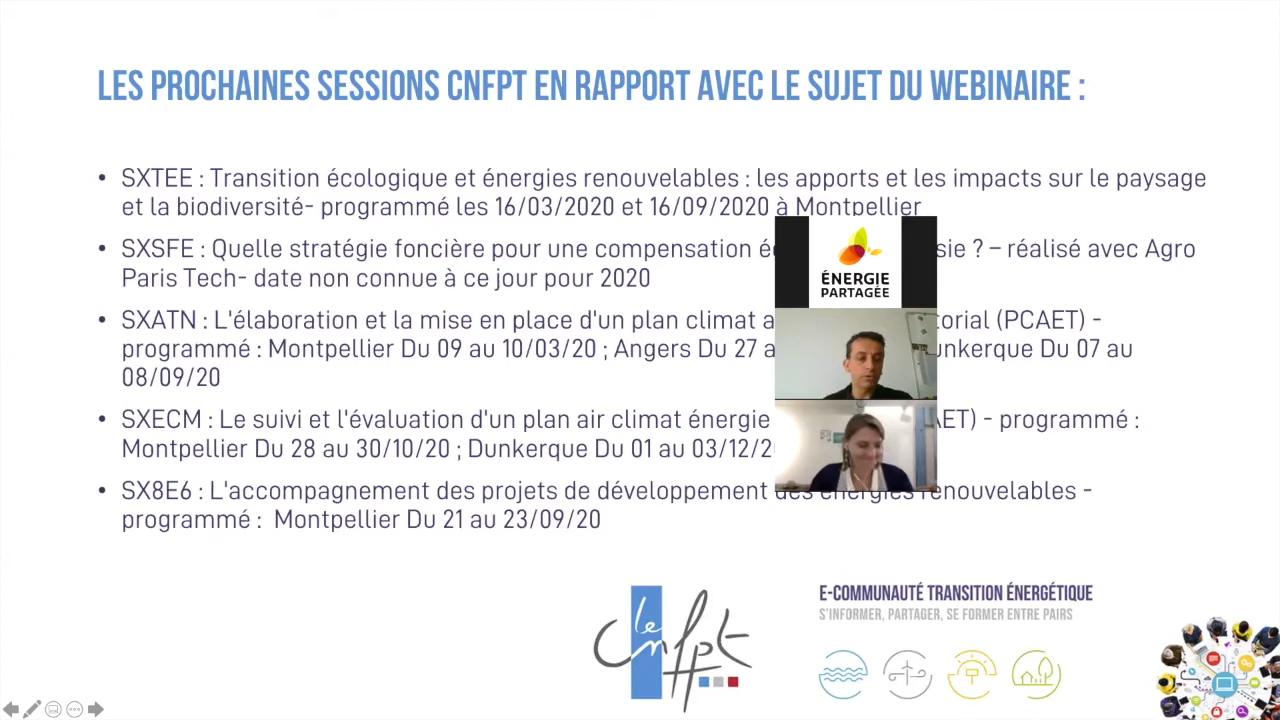 LES PROCHAINES SESSIONS CNFPT EN RAPPORT AVEC LE SUJET DU WEBINAIRE :
• SXTEE : Transition écologique et énergies renouvelables : les apports et les impacts sur le paysage
et la biodiversité- programmé les 16/03/2020 et 16/09/2020 à Montpellier
• SXSFE : Quelle stratégie foncière pour une compensation ? – réalisé avec Agro
Paris Tech- date non connue à ce jour pour 2020
• SXATN : L'élaboration et la mise en place d'un plan climat (PCAET) -
programmé : Montpellier Du 09 au 10/03/20 ; Angers Du 27 Dunkerque Du 07 au
08/09/20
• SXECM : Le suivi et l'évaluation d'un plan air climat énergie - programmé :
Montpellier Du 28 au 30/10/20 ; Dunkerque Du 01 au 03/12/
• SX8E6 : L'accompagnement des projets de développement des énergies renouvelables -
programmé : Montpellier Du 21 au 23/09/20
ÉNERGIE
PARTAGÉE
le cnfpt
E-COMMUNAUTÉ TRANSITION ÉNERGÉTIQUE
S'INFORMER, PARTAGER, SE FORMER ENTRE PAIRS